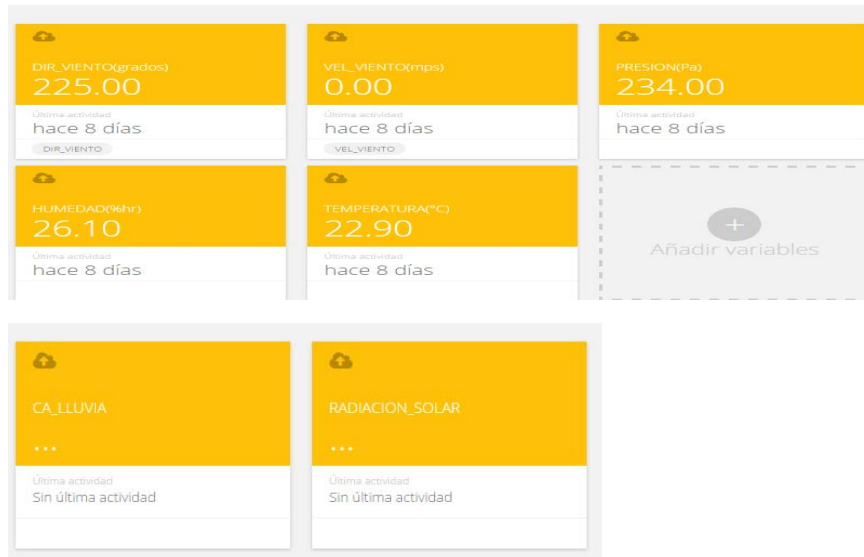 DIR_VIENTO(grados)
225.00
Última actividad
hace 8 días
DIR_VIENTO
VEL_VIENTO(mps)
0.00
Última actividad
hace 8 días
VEL_VIENTO
PRESION(Pa)
234.00
Última actividad
hace 8 días
HUMEDAD(%hr)
26.10
Última actividad
hace 8 días
TEMPERATURA(°C)
22.90
Última actividad
hace 8 días
Añadir variables
CA_LLUVIA
...
Última actividad
Sin última actividad
RADIACION_SOLAR
...
Última actividad
Sin última actividad